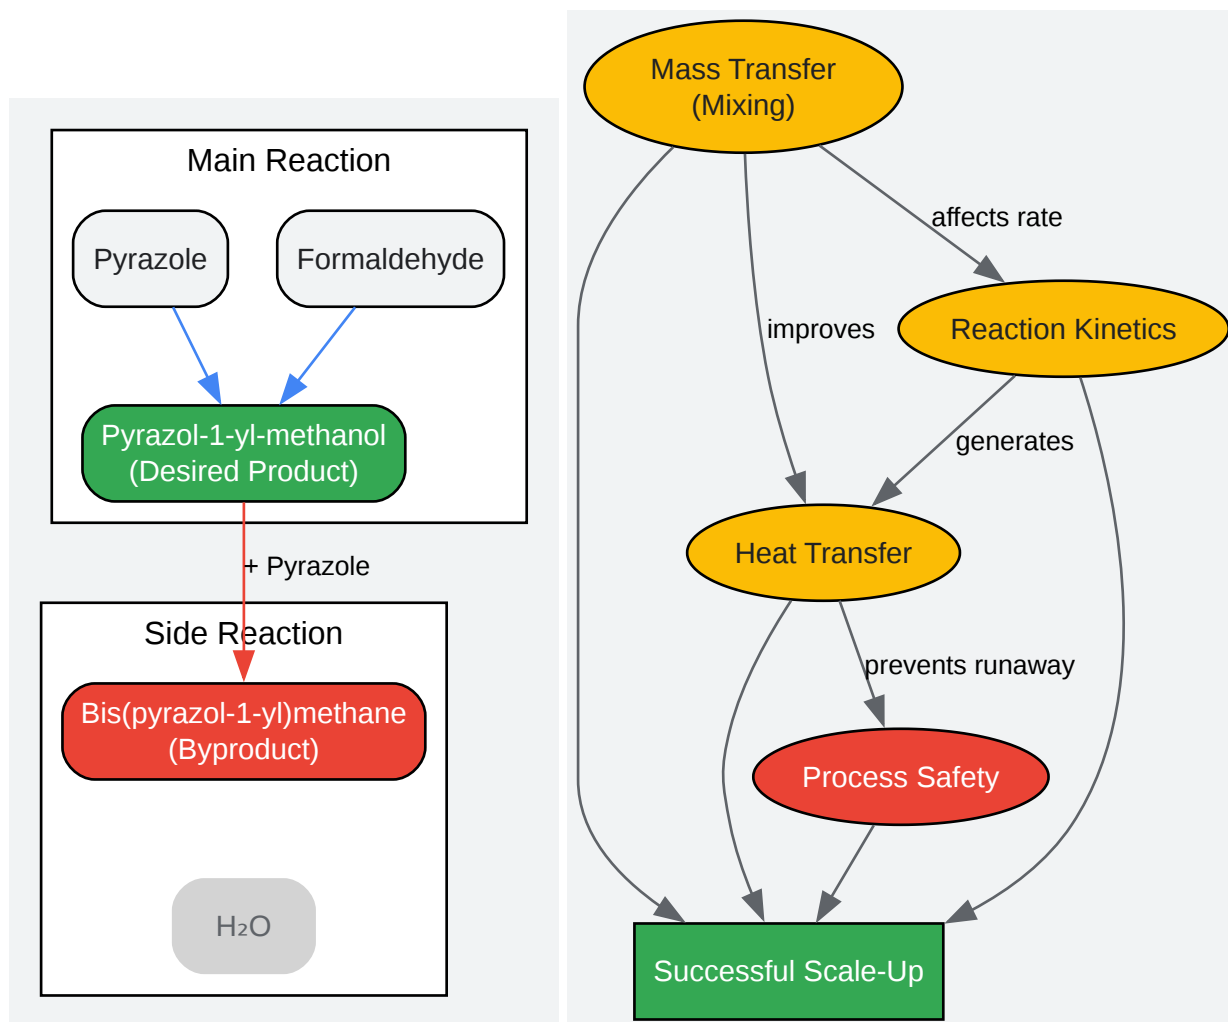 Main Reaction
Pyrazole
Formaldehyde
Pyrazol-1-yl-methanol
(Desired Product)
+ Pyrazole
Side Reaction
Bis(pyrazol-1-yl)methane
(Byproduct)
H₂O
Mass Transfer
(Mixing)
affects rate
improves
Reaction Kinetics
generates
Heat Transfer
prevents runaway
Process Safety
Successful Scale-Up